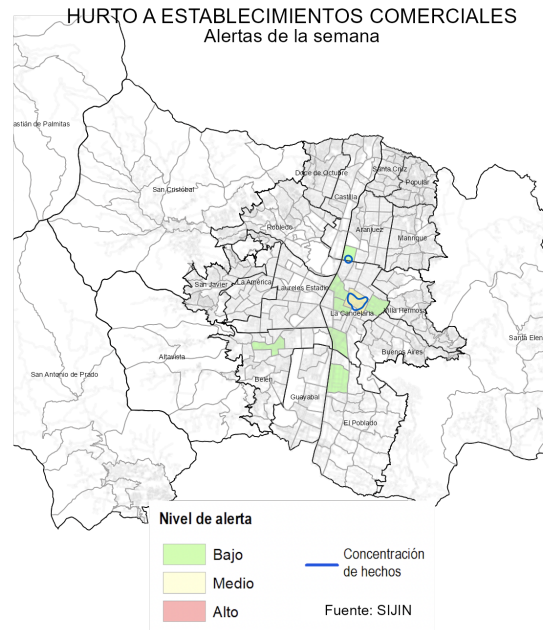 HURTO A ESTABLECIMIENTOS COMERCIALES
Alertas de la semana
astián de Palmitas
Doce de Octubre
Santa Cruz
Popular
San Cristóbal
Castilla
Aranjuez
Robledo
Manrique
San Javier
La América
Laureles Estadio
La Candelaria
Villa Hermosa
Santa Elen
Altavista
Buenos Aires
San Antonio de Prado
Belén
Guayabal
El Poblado
Nivel de alerta
Bajo
Medio
Alto
Concentración
de hechos
Fuente: SIJIN